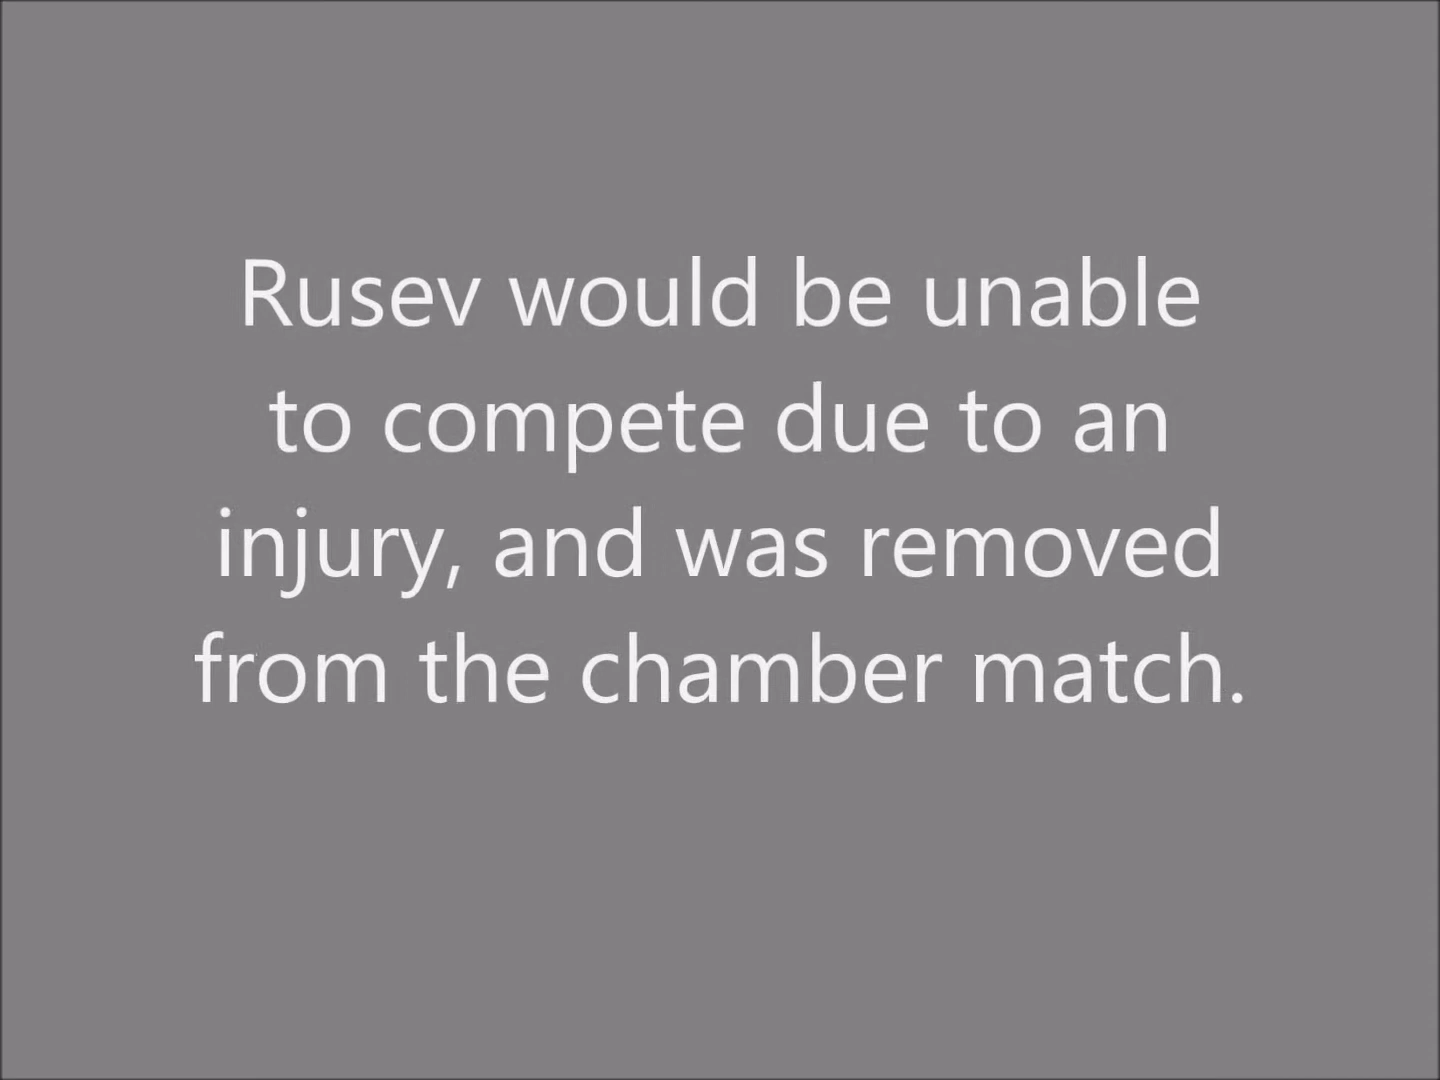 Rusev would be unable
to compete due to an
injury, and was removed
from the chamber match.